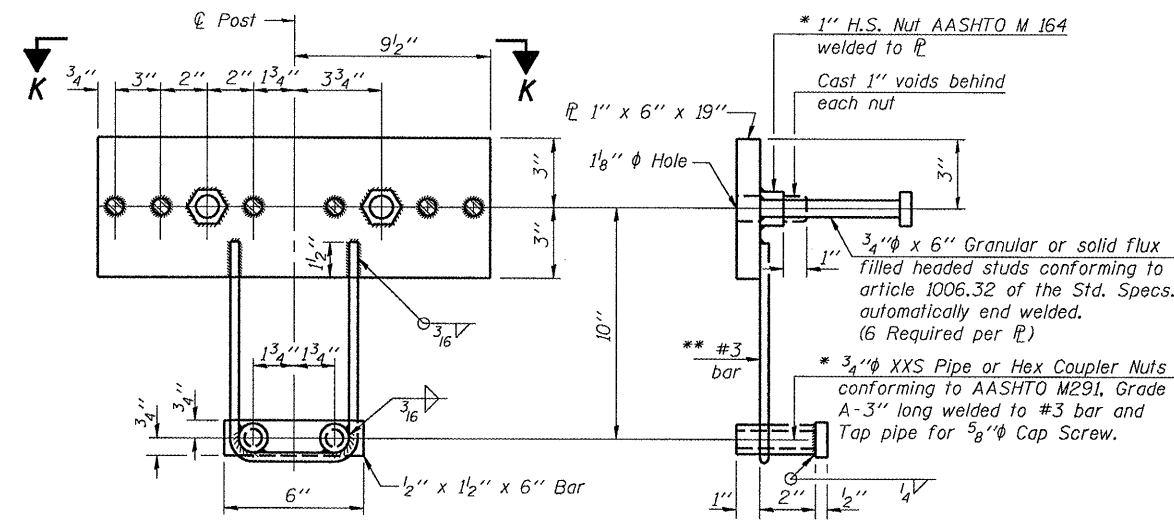 ℄ Post
9½"
K
K
¾"
3"
2"
2"
1¾"
3¾"
3"
3"
1½"
3/16
1¾"
1¾"
3/16
¾"
¾"
6"
½" x 1½" x 6" Bar
10"
* 1" H.S. Nut AASHTO M 164
welded to ⅊
Cast 1" voids behind
each nut
⅊ 1" x 6" x 19"
1⅛" ϕ Hole
3"
1"
¾"ϕ x 6" Granular or solid flux
filled headed studs conforming to
article 1006.32 of the Std. Specs.
automatically end welded.
(6 Required per ⅊)
** #3
bar
* ¾"ϕ XXS Pipe or Hex Coupler Nuts
conforming to AASHTO M291, Grade
A-3" long welded to #3 bar and
Tap pipe for ⅝"ϕ Cap Screw.
1"
2"
½"
¼